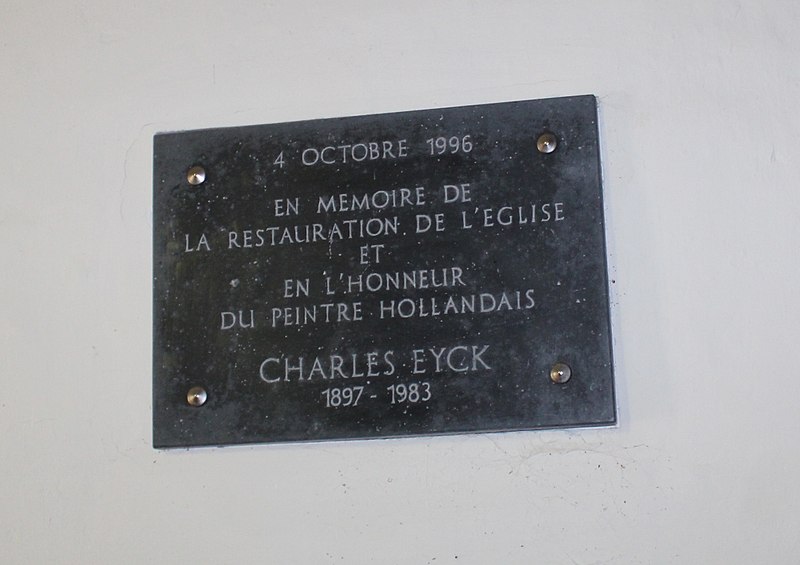 4 OCTOBRE 1996
EN MEMOIRE DE
LA RESTAURATION DE L'EGLISE
ET
EN L'HONNEUR
DU PEINTRE HOLLANDAIS
CHARLES EYCK
1897 - 1983